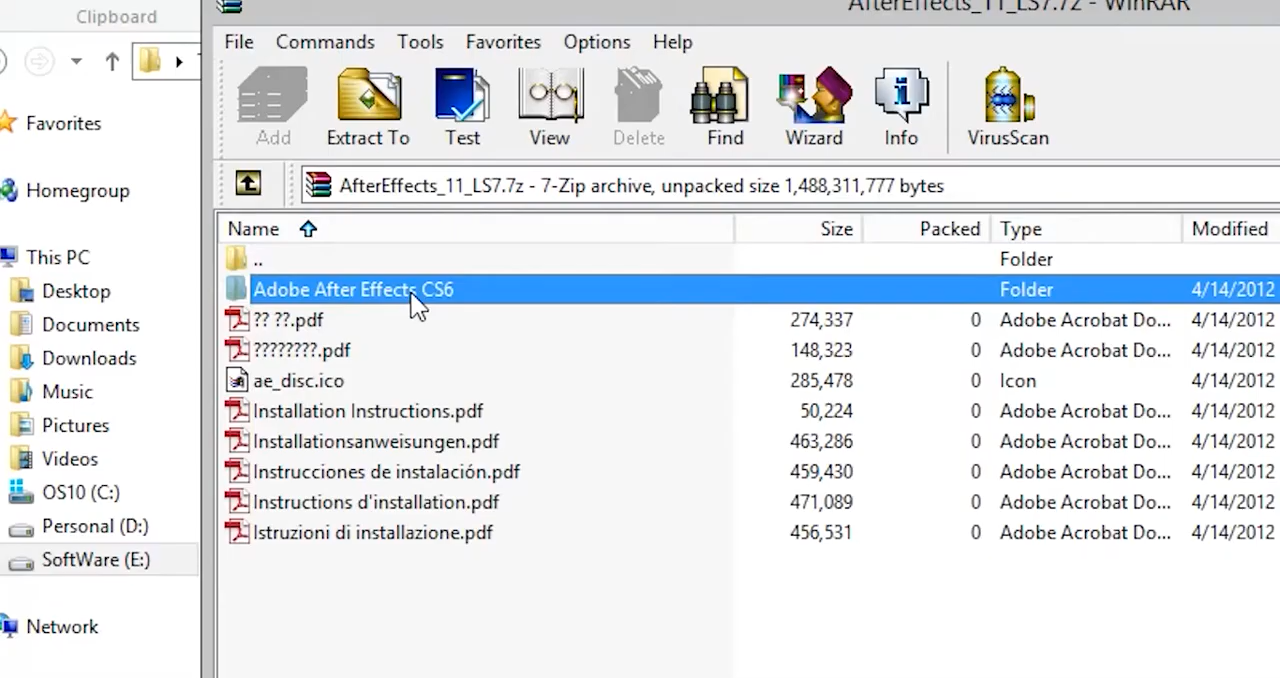 Clipboard
AfterEffects_11_LS7.7z - WinRAR
File Commands Tools Favorites Options Help
Add Extract To Test View Delete Find Wizard Info VirusScan
AfterEffects_11_LS7.7z - 7-Zip archive, unpacked size 1,488,311,777 bytes
Name Size Packed Type Modified
.. Folder
Adobe After Effects CS6 Folder 4/14/2012
?? ??.pdf 274,337 0 Adobe Acrobat Do... 4/14/2012
????????.pdf 148,323 0 Adobe Acrobat Do... 4/14/2012
ae_disc.ico 285,478 0 Icon 4/14/2012
Installation Instructions.pdf 50,224 0 Adobe Acrobat Do... 4/14/2012
Installationsanweisungen.pdf 463,286 0 Adobe Acrobat Do... 4/14/2012
Instrucciones de instalación.pdf 459,430 0 Adobe Acrobat Do... 4/14/2012
Instructions d'installation.pdf 471,089 0 Adobe Acrobat Do... 4/14/2012
Istruzioni di installazione.pdf 456,531 0 Adobe Acrobat Do... 4/14/2012
Favorites
Homegroup
This PC
Desktop
Documents
Downloads
Music
Pictures
Videos
OS10 (C:)
Personal (D:)
SoftWare (E:)
Network